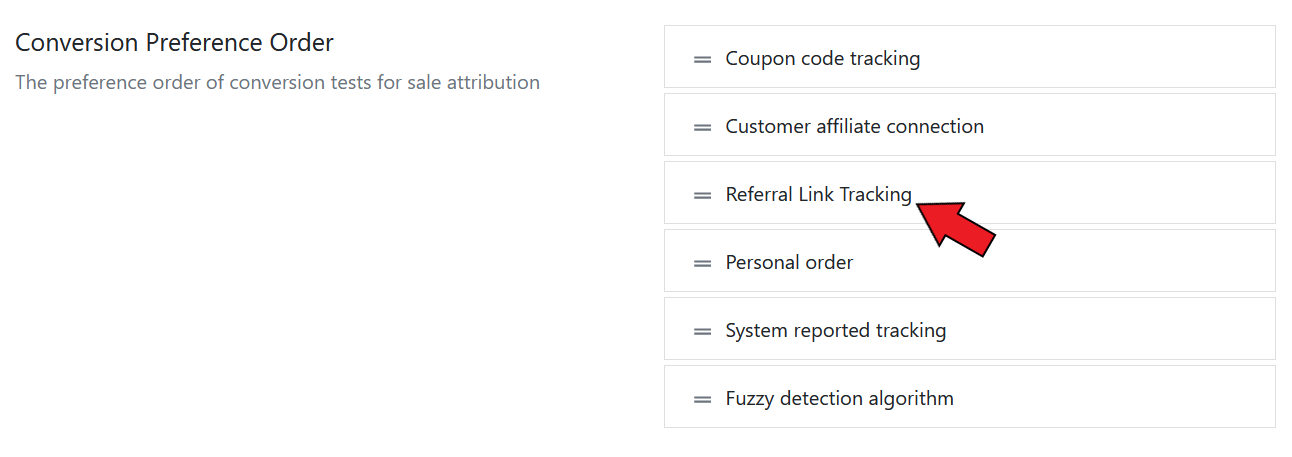 Conversion Preference Order
The preference order of conversion tests for sale attribution
Coupon code tracking
Customer affiliate connection
Referral Link Tracking
Personal order
System reported tracking
Fuzzy detection algorithm